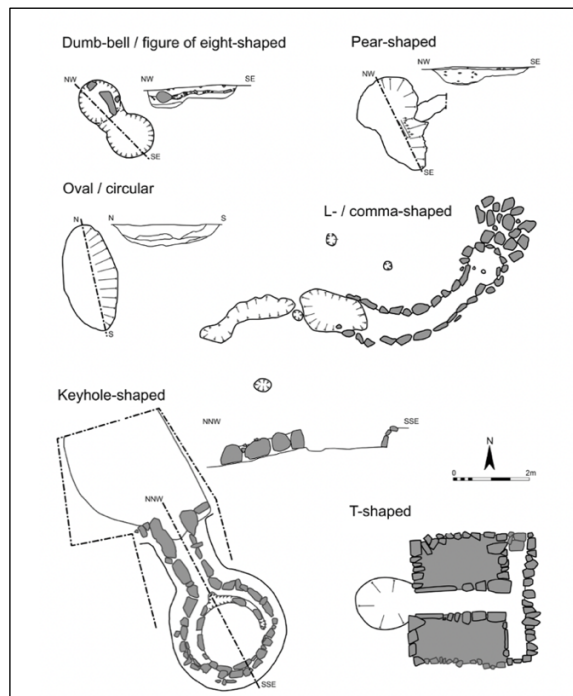 Dumb-bell / figure of eight-shaped
NW
NW
SE
SE
Pear-shaped
NW
NW
SE
SE
Oval / circular
N
N
S
S
L- / comma-shaped
Keyhole-shaped
NNW
SSE
NNW
SSE
N
0
2m
T-shaped